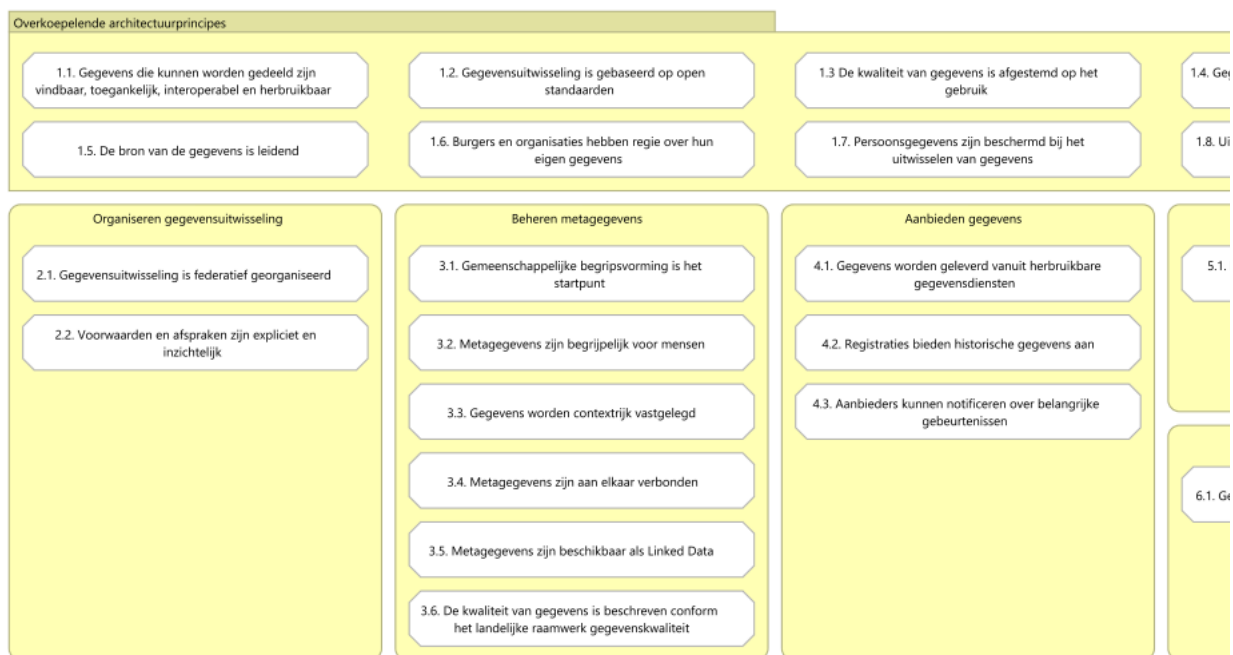 Overkoepelende architectuurprincipes
1.1. Gegevens die kunnen worden gedeeld zijn
vindbaar, toegankelijk, interoperabel en herbruikbaar
1.2. Gegevensuitwisseling is gebaseerd op open
standaarden
1.3 De kwaliteit van gegevens is afgestemd op het
gebruik
1.4.
1.5. De bron van de gegevens is leidend
1.6. Burgers en organisaties hebben regie over hun
eigen gegevens
1.7. Persoonsgegevens zijn beschermd bij het
uitwisselen van gegevens
1.8.
Organiseren gegevensuitwisseling
2.1. Gegevensuitwisseling is federatief georganiseerd
2.2. Voorwaarden en afspraken zijn expliciet en
inzichtelijk
Beheren metagegevens
3.1. Gemeenschappelijke begripsvorming is het
startpunt
3.2. Metagegevens zijn begrijpelijk voor mensen
3.3. Gegevens worden contextrijk vastgelegd
3.4. Metagegevens zijn aan elkaar verbonden
3.5. Metagegevens zijn beschikbaar als Linked Data
3.6. De kwaliteit van gegevens is beschreven conform
het landelijke raamwerk gegevenskwaliteit
Aanbieden gegevens
4.1. Gegevens worden geleverd vanuit herbruikbare
gegevensdiensten
4.2. Registraties bieden historische gegevens aan
4.3. Aanbieders kunnen notificeren over belangrijke
gebeurtenissen
5.1.
6.1.